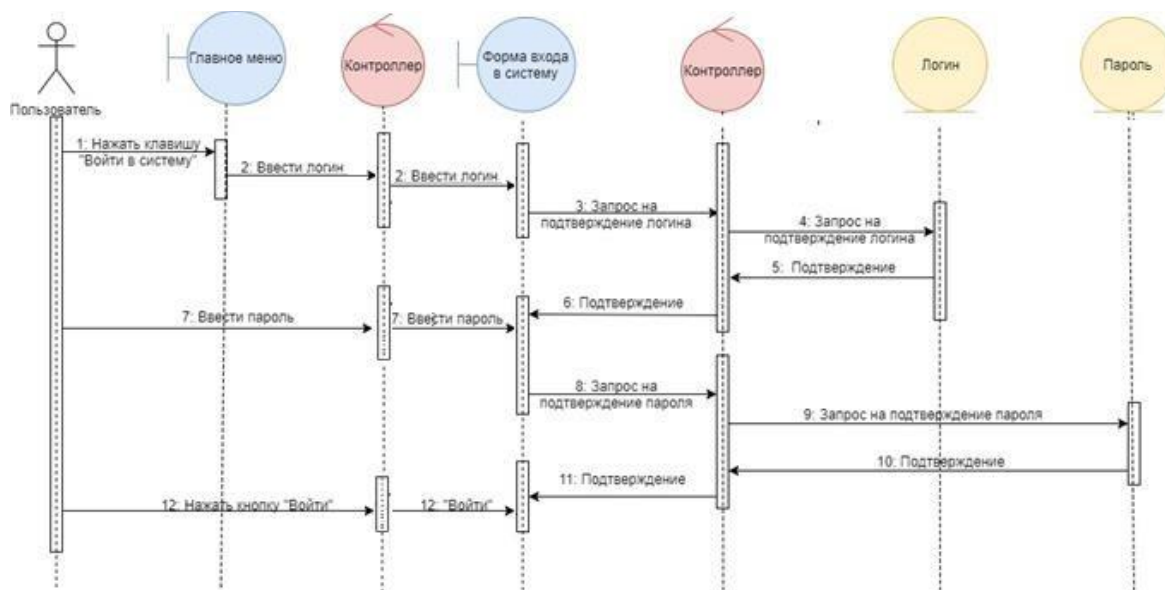 Главное меню
Контроллер
Форма входа
в систему
Контроллер
Логин
Пароль
Пользователь
1: Нажать клавишу
"Войти в систему"
2: Ввести логин
2: Ввести логин
3: Запрос на
подтверждение логина
4: Запрос на
подтверждение логина
5: Подтверждение
6: Подтверждение
7: Ввести пароль
7: Ввести пароль
8: Запрос на
подтверждение пароля
9: Запрос на подтверждение пароля
10: Подтверждение
11: Подтверждение
12: Нажать кнопку "Войти"
12: "Войти"